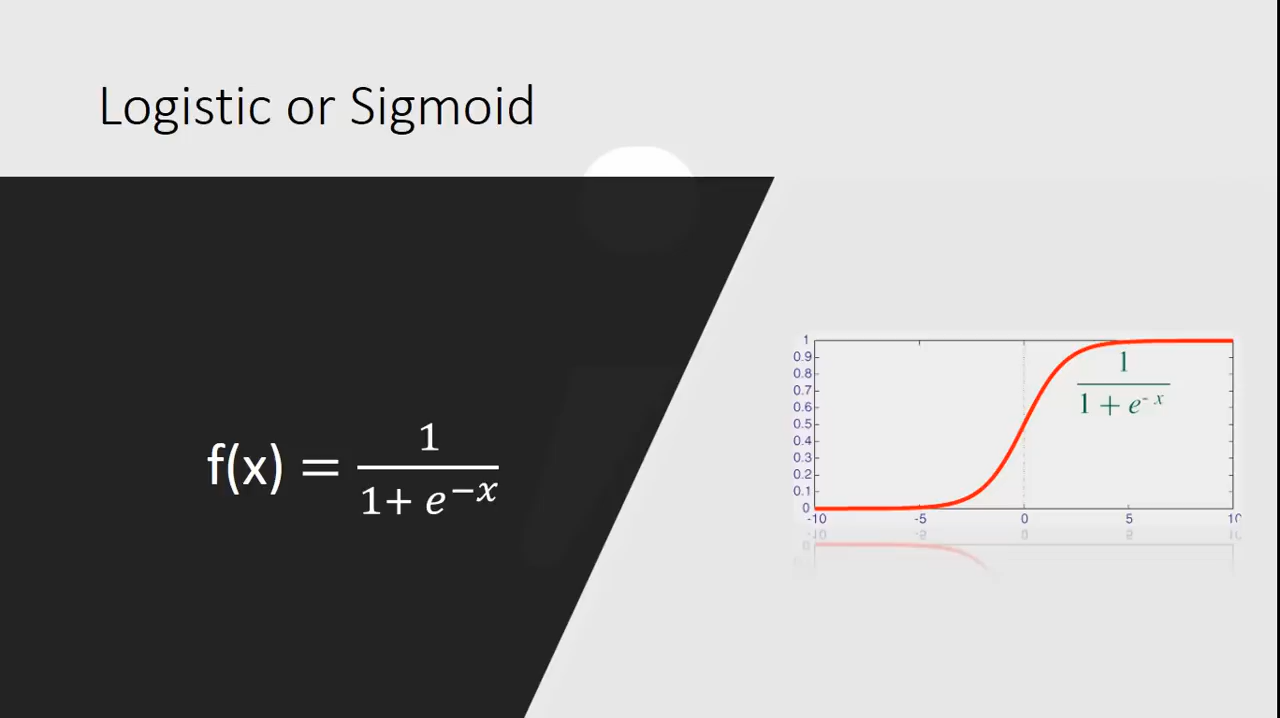 Logistic or Sigmoid
f(x) = 1 / (1+ e^−x)
1
0.9
0.8
0.7
0.6
0.5
0.4
0.3
0.2
0.1
0
-10 -5 0 5 10
1 / (1 + e^- x)